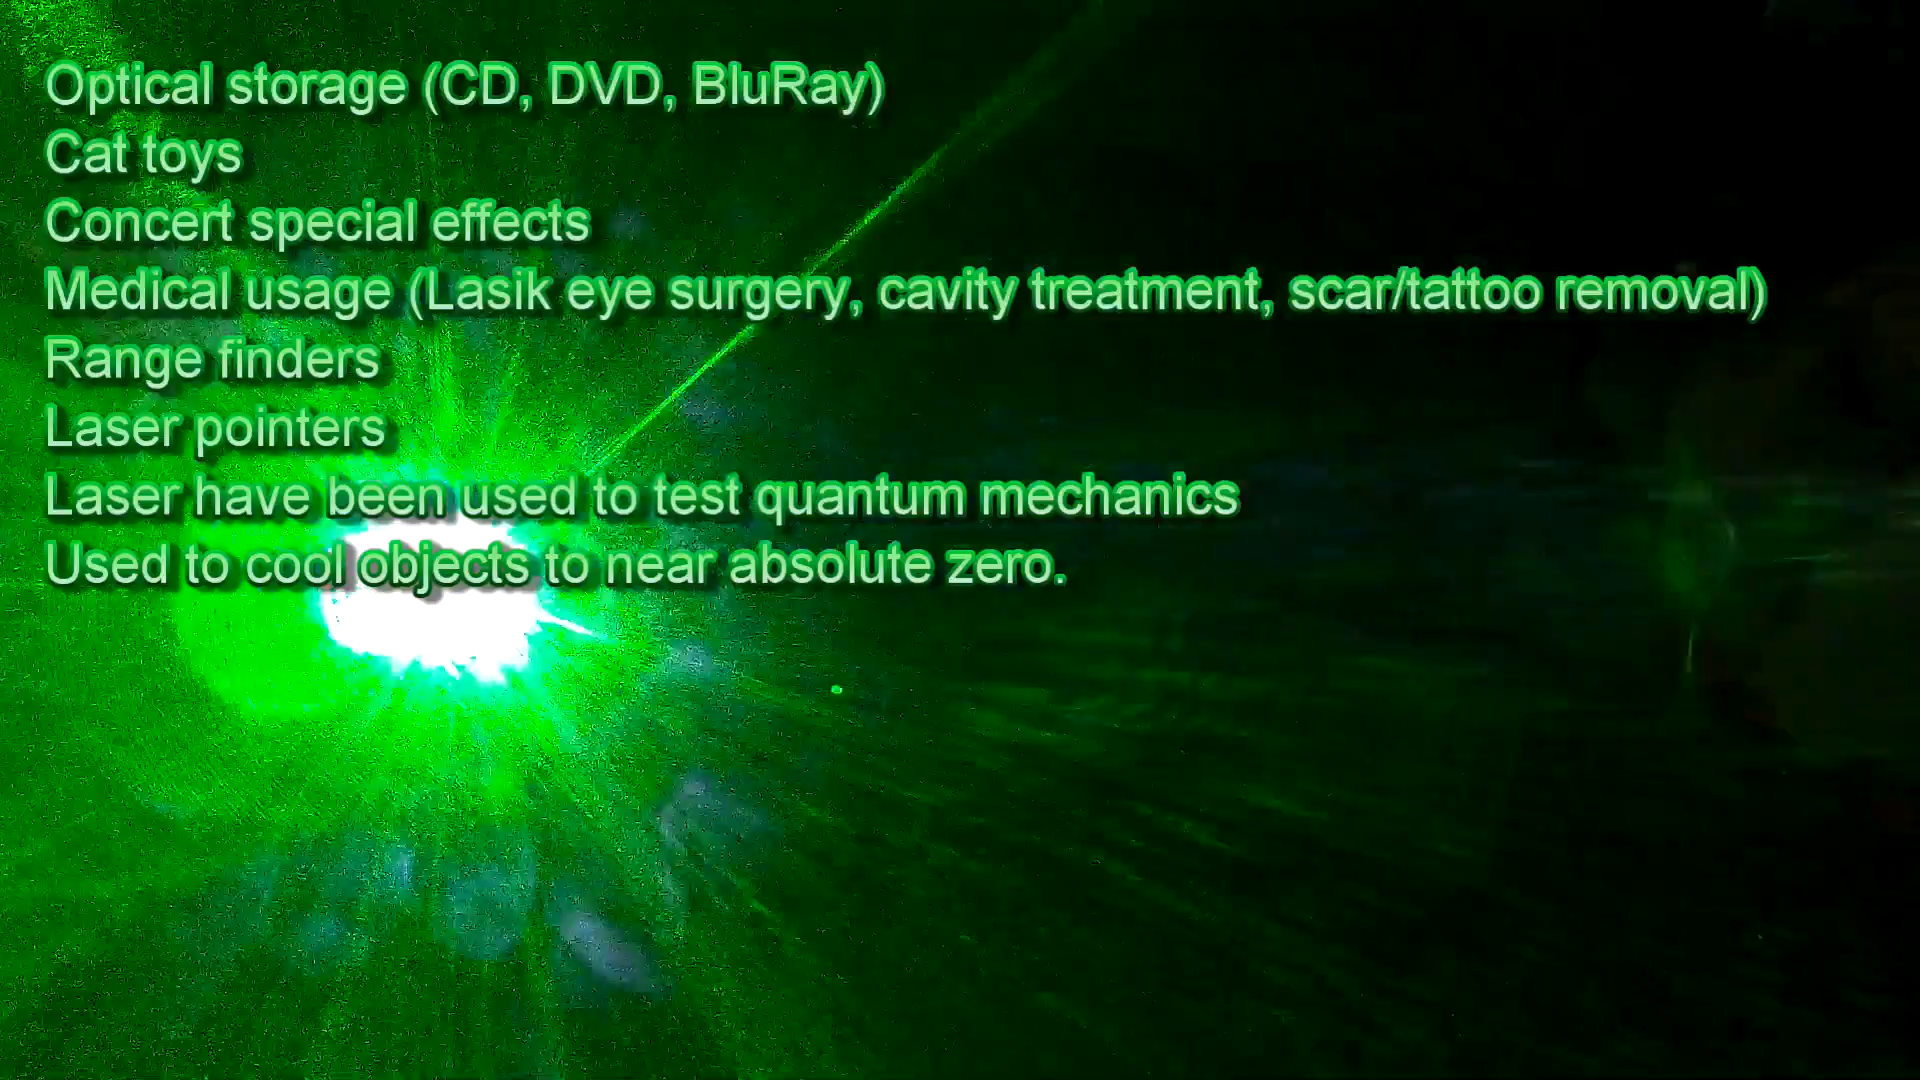 Optical storage (CD, DVD, BluRay)
Cat toys
Concert special effects
Medical usage (Lasik eye surgery, cavity treatment, scar/tattoo removal)
Range finders
Laser pointers
Laser have been used to test quantum mechanics
Used to cool objects to near absolute zero.